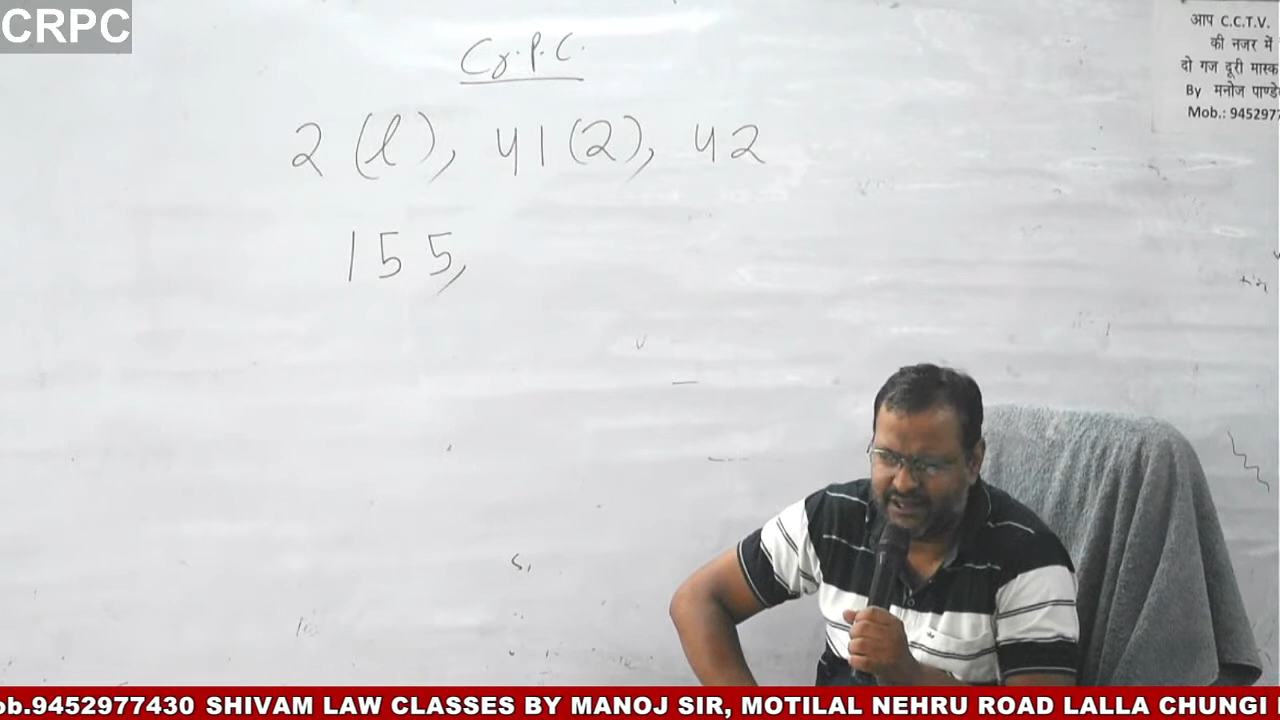 CRPC
Cr.P.C.
2 (l), 41(2), 42
155,
आप C.C.T.V.
की नजर में
दो गज दूरी मास्क
By मनोज पाण्डे
Mob.: 945297
ob.9452977430 SHIVAM LAW CLASSES BY MANOJ SIR, MOTILAL NEHRU ROAD LALLA CHUNGI